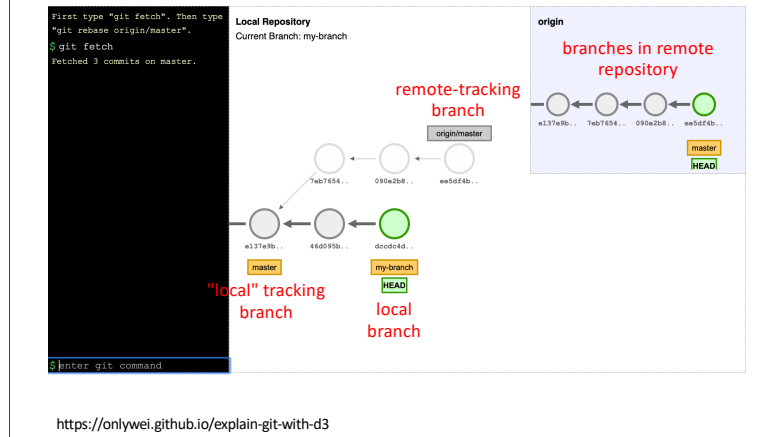 First type "git fetch". Then type
"git rebase origin/master".
$ git fetch
Fetched 3 commits on master.
$ enter git command
Local Repository
Current Branch: my-branch
remote-tracking
branch
origin/master
7eb7654..
090e2b8..
ee5df4b..
e137e9b..
46d095b..
dccdc4d..
master
my-branch
HEAD
"local" tracking
branch
local
branch
origin
branches in remote
repository
e137e9b..
7eb7654..
090e2b8..
ee5df4b..
master
HEAD
https://onlywei.github.io/explain-git-with-d3